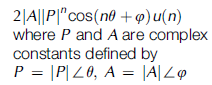 2|A||P|ⁿ cos(nθ + φ)u(n)
where P and A are complex
constants defined by
P = |P|∠θ, A = |A|∠φ